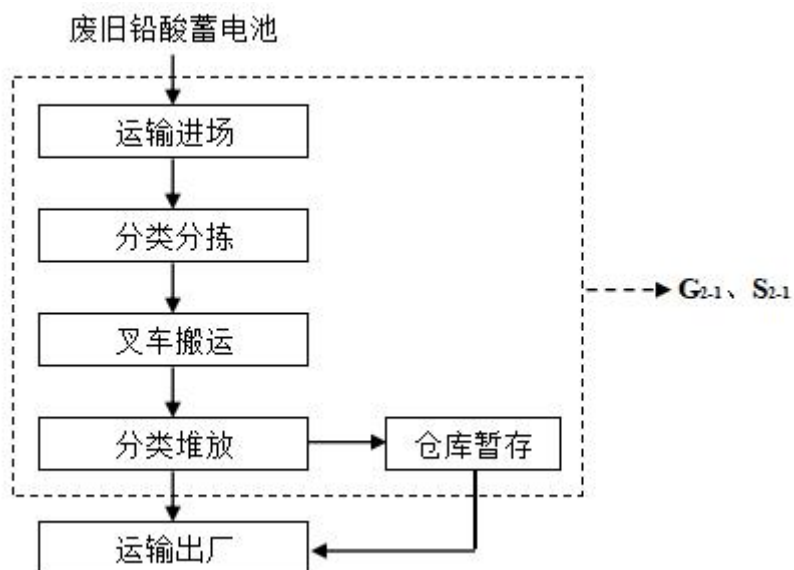 废旧铅酸蓄电池
运输进场
分类分拣
叉车搬运
G2-1、S2-1
分类堆放
仓库暂存
运输出厂